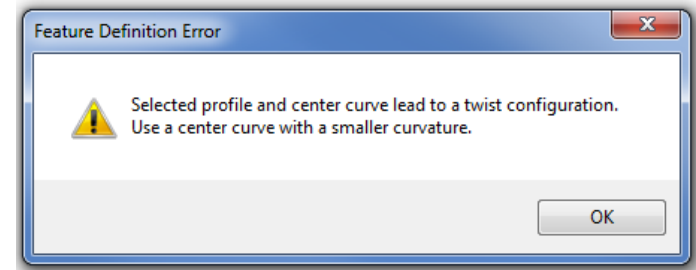 Feature Definition Error
Selected profile and center curve lead to a twist configuration.
Use a center curve with a smaller curvature.
OK